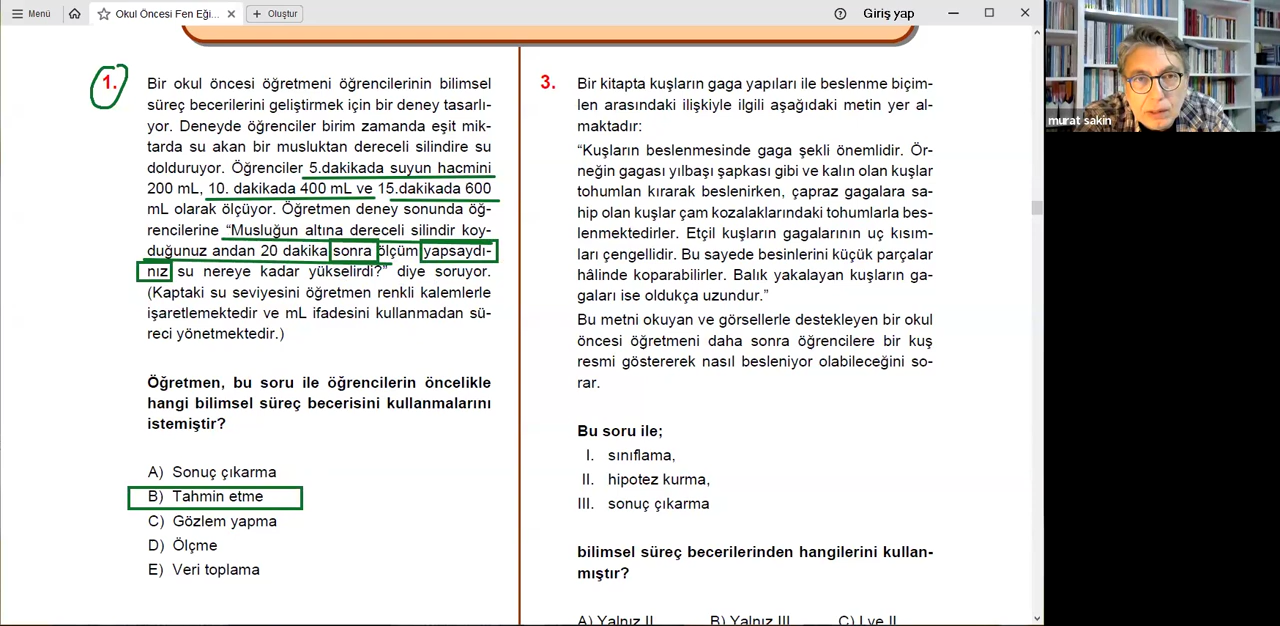 Menü
Okul Öncesi Fen Eği...
Oluştur
Giriş yap
murat sakin
1.
Bir okul öncesi öğretmeni öğrencilerinin bilimsel
süreç becerilerini geliştirmek için bir deney tasarlı-
yor. Deneyde öğrenciler birim zamanda eşit mik-
tarda su akan bir musluktan dereceli silindire su
dolduruyor. Öğrenciler 5.dakikada suyun hacmini
200 mL, 10. dakikada 400 mL ve 15.dakikada 600
mL olarak ölçüyor. Öğretmen deney sonunda öğ-
rencilerine “Musluğun altına dereceli silindir koy-
duğunuz andan 20 dakika sonra ölçüm yapsaydı-
nız su nereye kadar yükselirdi?” diye soruyor.
(Kaptaki su seviyesini öğretmen renkli kalemlerle
işaretlemektedir ve mL ifadesini kullanmadan sü-
reci yönetmektedir.)
Öğretmen, bu soru ile öğrencilerin öncelikle
hangi bilimsel süreç becerisini kullanmalarını
istemiştir?
A) Sonuç çıkarma
B) Tahmin etme
C) Gözlem yapma
D) Ölçme
E) Veri toplama
3.
Bir kitapta kuşların gaga yapıları ile beslenme biçim-
len arasındaki ilişkiyle ilgili aşağıdaki metin yer al-
maktadır:
“Kuşların beslenmesinde gaga şekli önemlidir. Ör-
neğin gagası yılbaşı şapkası gibi ve kalın olan kuşlar
tohumlan kırarak beslenirken, çapraz gagalara sa-
hip olan kuşlar çam kozalaklarındaki tohumlarla bes-
lenmektedirler. Etçil kuşların gagalarının uç kısım-
ları çengellidir. Bu sayede besinlerini küçük parçalar
hâlinde koparabilirler. Balık yakalayan kuşların ga-
gaları ise oldukça uzundur.”
Bu metni okuyan ve görsellerle destekleyen bir okul
öncesi öğretmeni daha sonra öğrencilere bir kuş
resmi göstererek nasıl besleniyor olabileceğini so-
rar.
Bu soru ile;
I. sınıflama,
II. hipotez kurma,
III. sonuç çıkarma
bilimsel süreç becerilerinden hangilerini kullan-
mıştır?
A) Yalnız II B) Yalnız III C) I ve II